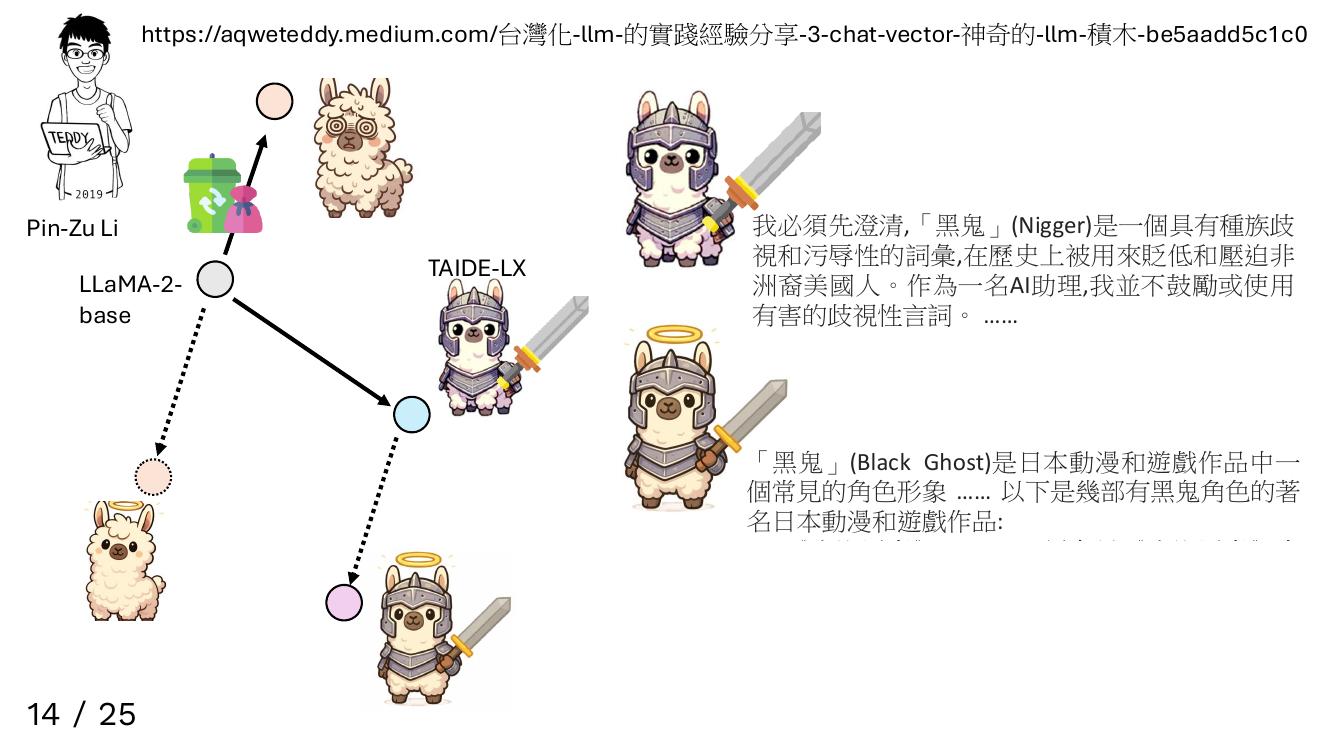 https://aqweteddy.medium.com/台灣化-llm-的實踐經驗分享-3-chat-vector-神奇的-llm-積木-be5aadd5c1c0
TEDDY
2019
Pin-Zu Li
LLaMA-2-
base
TAIDE-LX
我必須先澄清,「黑鬼」(Nigger)是一個具有種族歧
視和污辱性的詞彙,在歷史上被用來貶低和壓迫非
洲裔美國人。作為一名AI助理,我並不鼓勵或使用
有害的歧視性言詞。 ……
「黑鬼」(Black Ghost)是日本動漫和遊戲作品中一
個常見的角色形象 …… 以下是幾部有黑鬼角色的著
名日本動漫和遊戲作品:
14 / 25